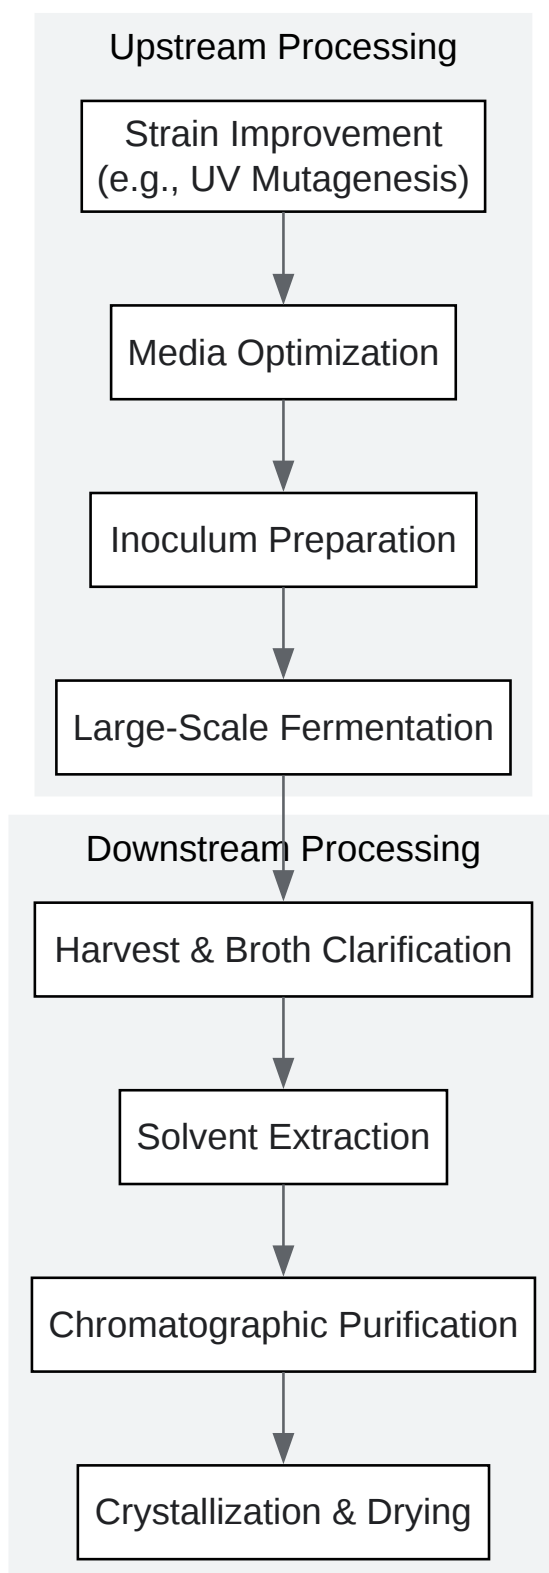 Upstream Processing
Strain Improvement
(e.g., UV Mutagenesis)
Media Optimization
Inoculum Preparation
Large-Scale Fermentation
Downstream Processing
Harvest & Broth Clarification
Solvent Extraction
Chromatographic Purification
Crystallization & Drying